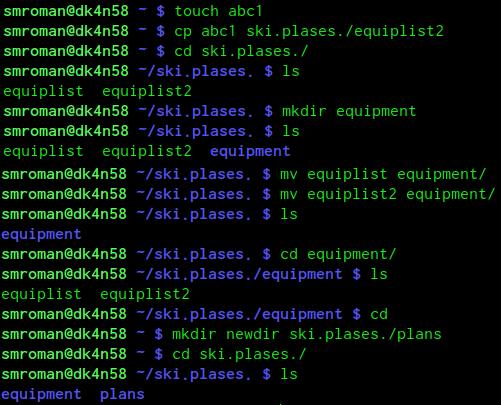 smroman@dk4n58 ~ $ touch abc1
smroman@dk4n58 ~ $ cp abc1 ski.plases./equiplist2
smroman@dk4n58 ~ $ cd ski.plases./
smroman@dk4n58 ~/ski.plases. $ ls
equiplist equiplist2
smroman@dk4n58 ~/ski.plases. $ mkdir equipment
smroman@dk4n58 ~/ski.plases. $ ls
equiplist equiplist2 equipment
smroman@dk4n58 ~/ski.plases. $ mv equiplist equipment/
smroman@dk4n58 ~/ski.plases. $ mv equiplist2 equipment/
smroman@dk4n58 ~/ski.plases. $ ls
equipment
smroman@dk4n58 ~/ski.plases. $ cd equipment/
smroman@dk4n58 ~/ski.plases./equipment $ ls
equiplist equiplist2
smroman@dk4n58 ~/ski.plases./equipment $ cd
smroman@dk4n58 ~ $ mkdir newdir ski.plases./plans
smroman@dk4n58 ~ $ cd ski.plases./
smroman@dk4n58 ~/ski.plases. $ ls
equipment plans